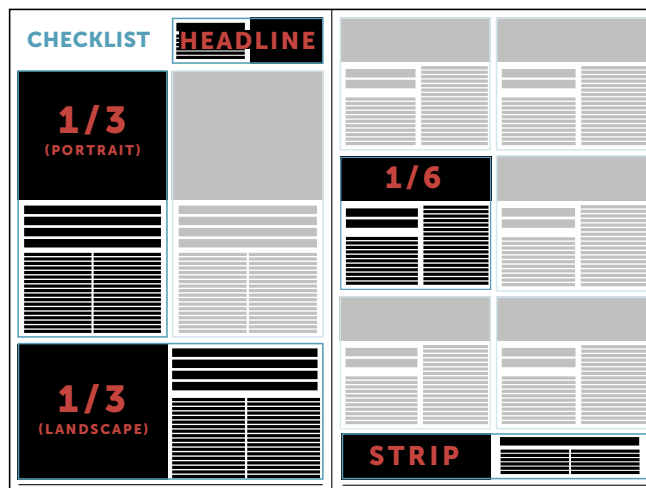 CHECKLIST
HEADLINE
1/3
(PORTRAIT)
1/3
(LANDSCAPE)
1/6
STRIP